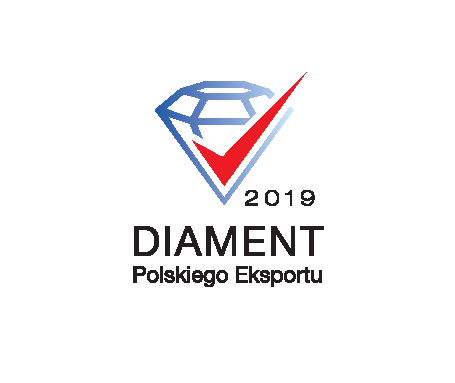 2019
DIAMENT
Polskiego Eksportu